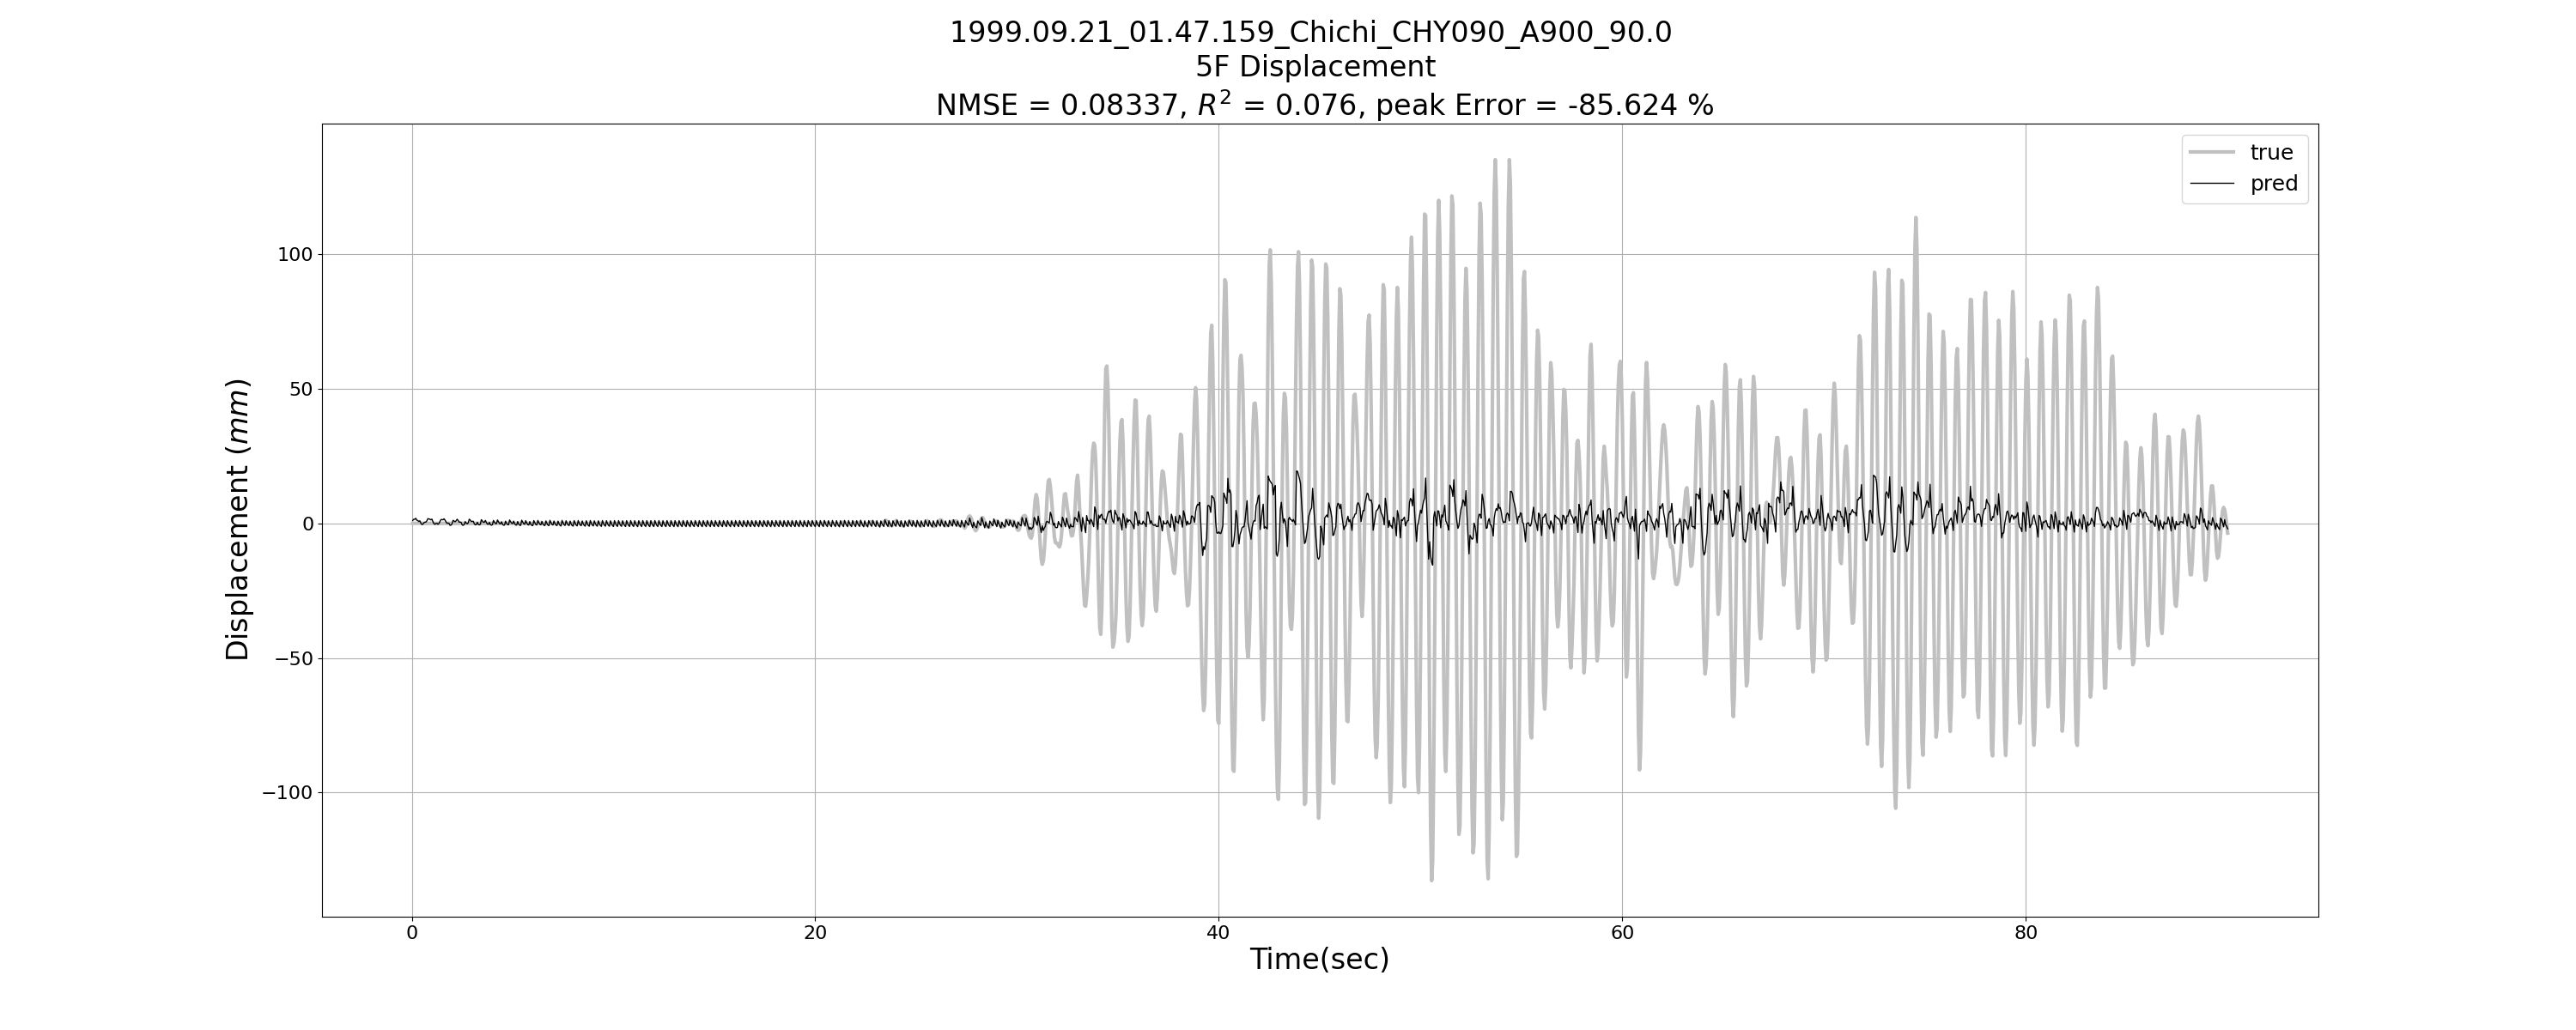 1999.09.21_01.47.159_Chichi_CHY090_A900_90.0
5F Displacement
NMSE = 0.08337, R² = 0.076, peak Error = -85.624 %
true
pred
100
50
0
−50
−100
Displacement (mm)
0 20 40 60 80
Time(sec)